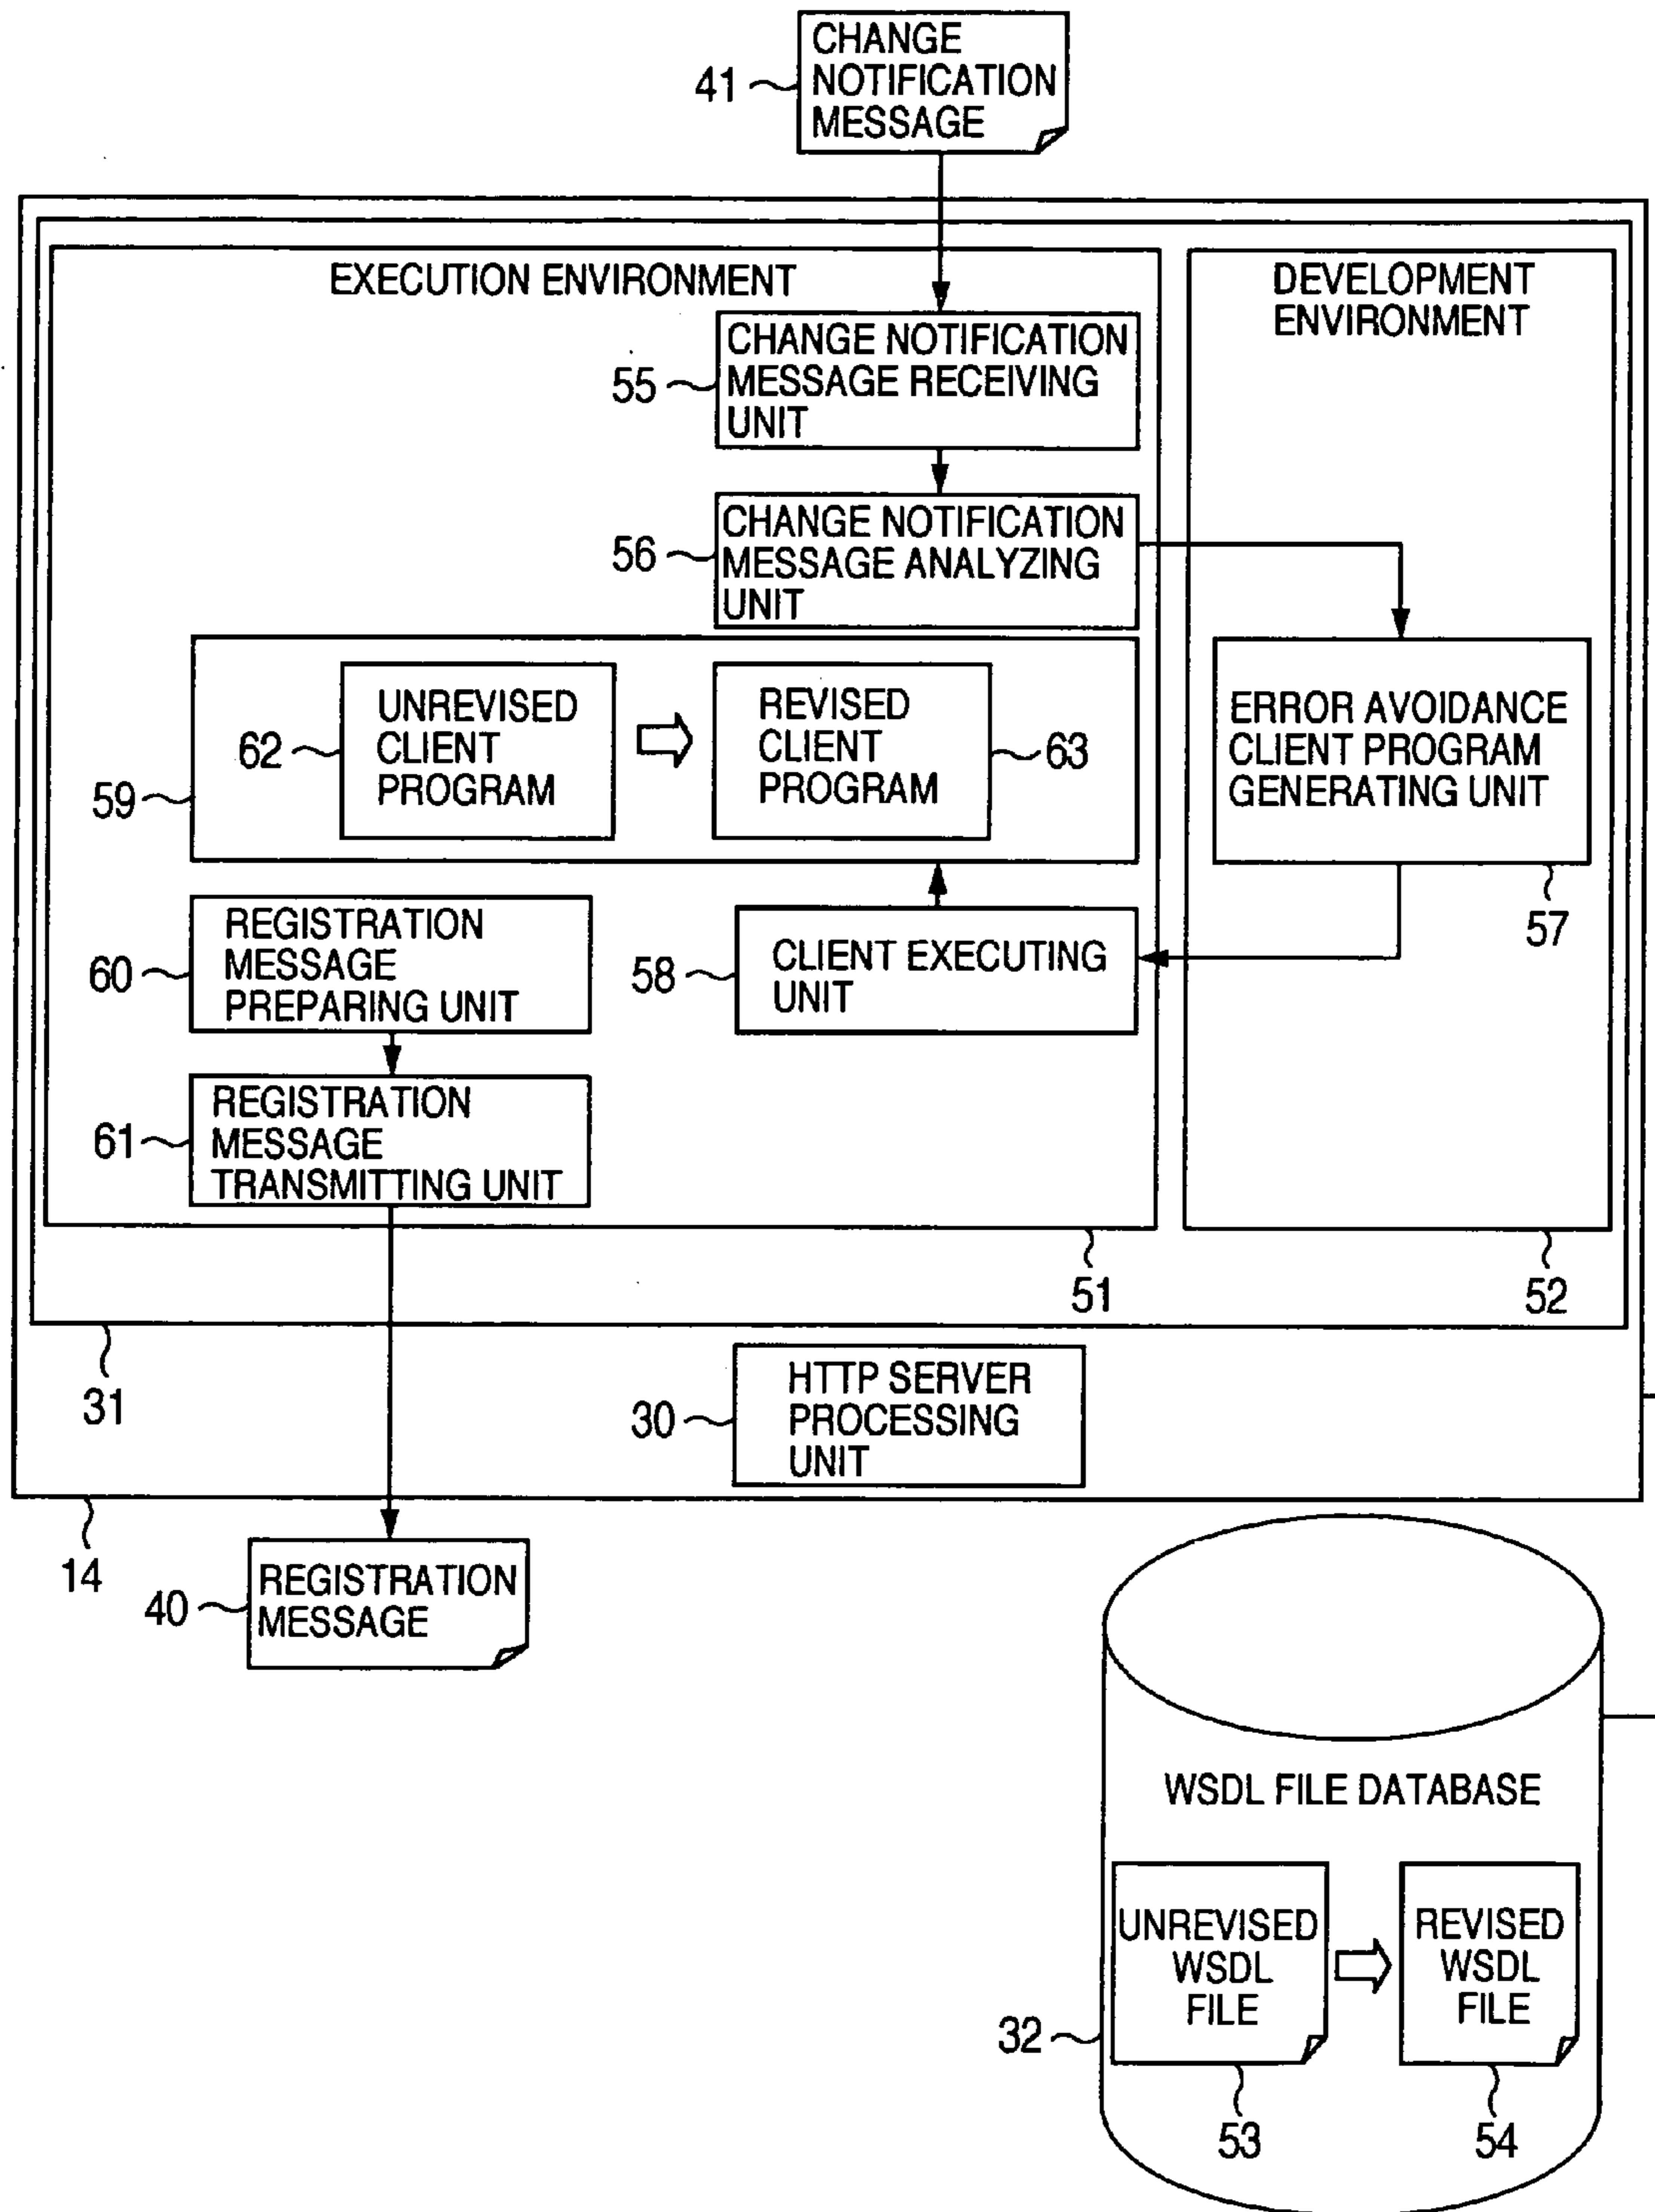 CHANGE
NOTIFICATION
MESSAGE
41
EXECUTION ENVIRONMENT
DEVELOPMENT
ENVIRONMENT
CHANGE NOTIFICATION
MESSAGE RECEIVING
UNIT
55
CHANGE NOTIFICATION
MESSAGE ANALYZING
UNIT
56
UNREVISED
CLIENT
PROGRAM
62
REVISED
CLIENT
PROGRAM
63
59
ERROR AVOIDANCE
CLIENT PROGRAM
GENERATING UNIT
57
REGISTRATION
MESSAGE
PREPARING UNIT
60
CLIENT EXECUTING
UNIT
58
REGISTRATION
MESSAGE
TRANSMITTING UNIT
61
51
52
31
HTTP SERVER
PROCESSING
UNIT
30
14
REGISTRATION
MESSAGE
40
WSDL FILE DATABASE
UNREVISED
WSDL
FILE
REVISED
WSDL
FILE
32
53
54